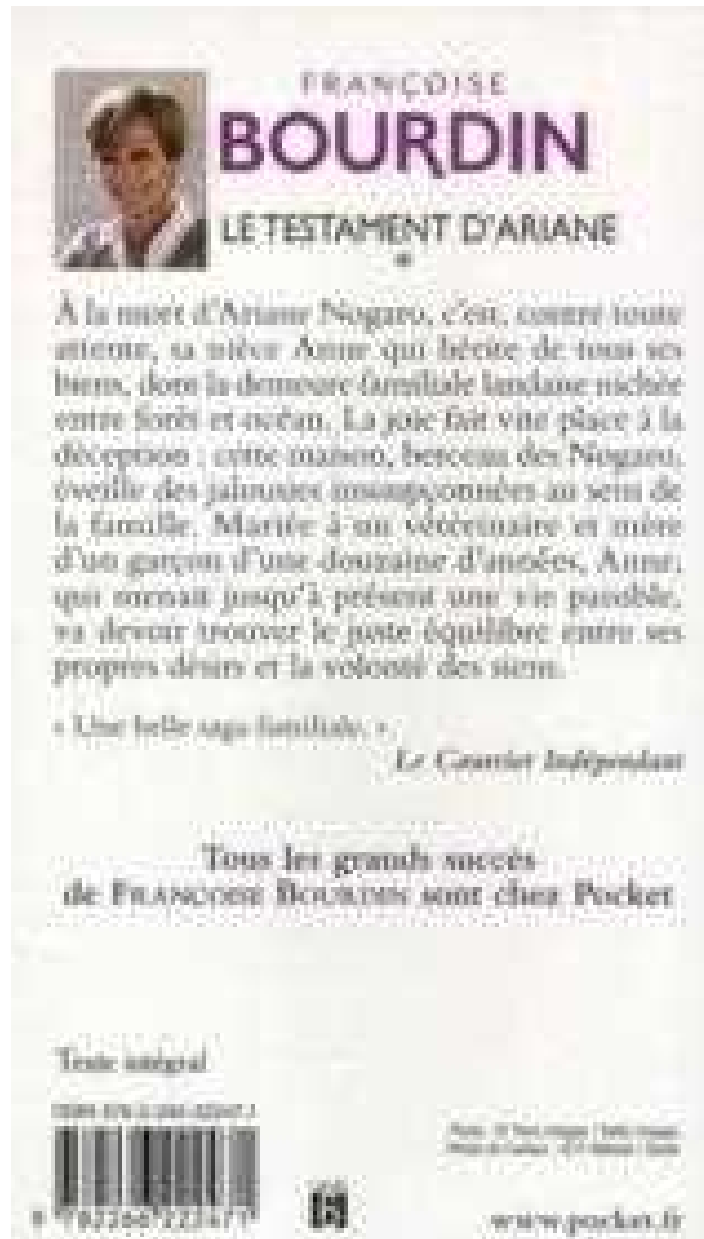 FRANÇOISE
BOURDIN
LE TESTAMENT D'ARIANE
*
À la mort d'Ariane Nogaro, c'est, contre toute
attente, sa nièce Anne qui hérite de tous ses
biens, dont la demeure familiale landaise nichée
entre forêt et océan. La joie fait vite place à la
déception : cette maison, berceau des Nogaro,
éveille des jalousies insoupçonnées au sein de
la famille. Mariée à un vétérinaire et mère
d'un garçon d'une douzaine d'années, Anne,
qui menait jusqu'à présent une vie paisible,
va devoir trouver le juste équilibre entre ses
propres désirs et la volonté des siens.
« Une belle saga familiale. »
Le Courrier Indépendant
Tous les grands succès
de FRANÇOISE BOURDIN sont chez Pocket
Texte intégral
9 782266 222471
www.pocket.fr